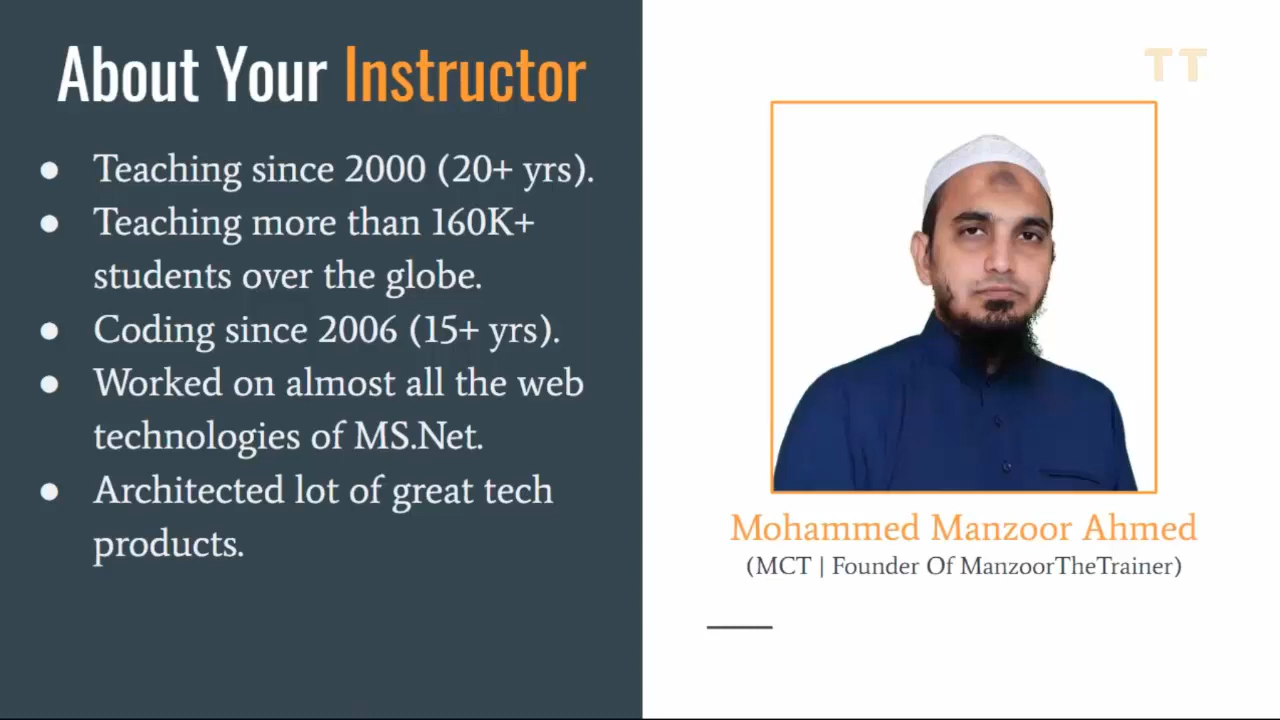 About Your Instructor
● Teaching since 2000 (20+ yrs).
● Teaching more than 160K+
students over the globe.
● Coding since 2006 (15+ yrs).
● Worked on almost all the web
technologies of MS.Net.
● Architected lot of great tech
products.
TT
Mohammed Manzoor Ahmed
(MCT | Founder Of ManzoorTheTrainer)